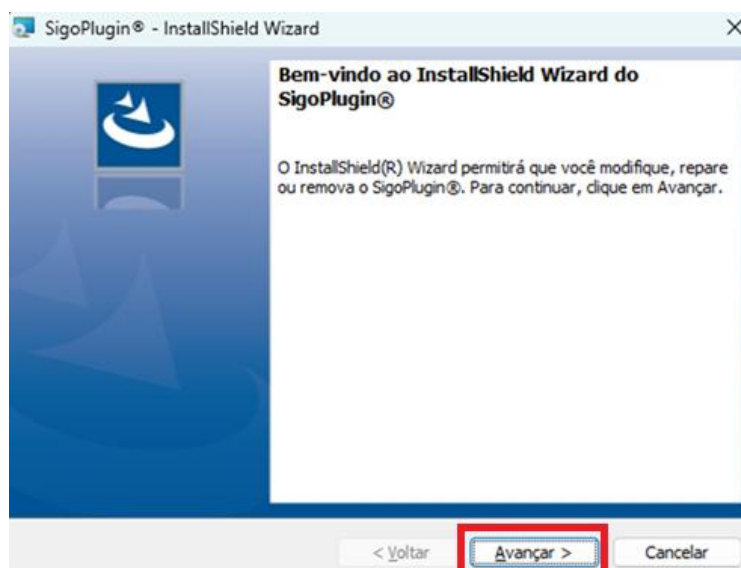 SigoPlugin® - InstallShield Wizard
Bem-vindo ao InstallShield Wizard do
SigoPlugin®
O InstallShield(R) Wizard permitirá que você modifique, repare
ou remova o SigoPlugin®. Para continuar, clique em Avançar.
< Voltar
Avançar >
Cancelar